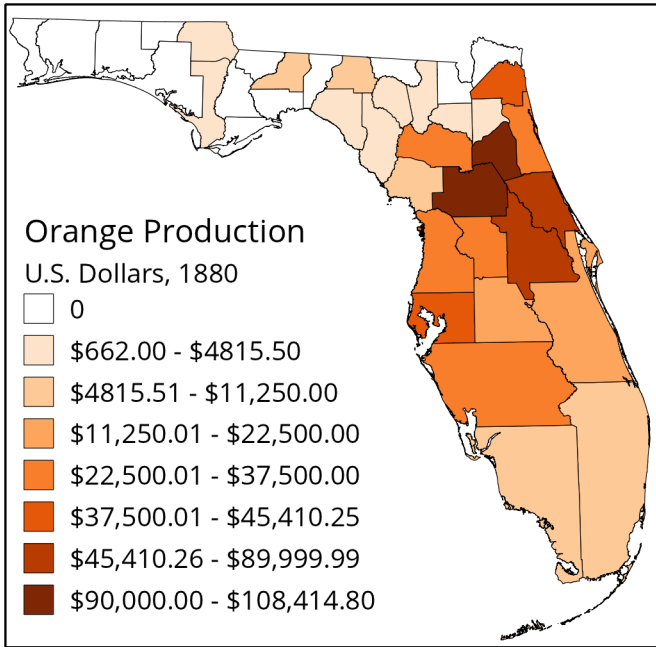 Orange Production
U.S. Dollars, 1880
0
$662.00 - $4815.50
$4815.51 - $11,250.00
$11,250.01 - $22,500.00
$22,500.01 - $37,500.00
$37,500.01 - $45,410.25
$45,410.26 - $89,999.99
$90,000.00 - $108,414.80